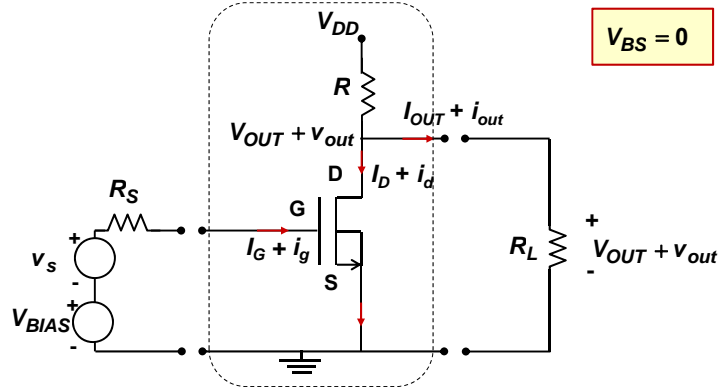 V_DD
V_BS = 0
R
I_OUT + i_out
V_OUT + v_out
D
I_D + i_d
R_S
G
+
I_G + i_g
R_L
V_OUT + v_out
+
v_s
-
-
S
+
V_BIAS
-